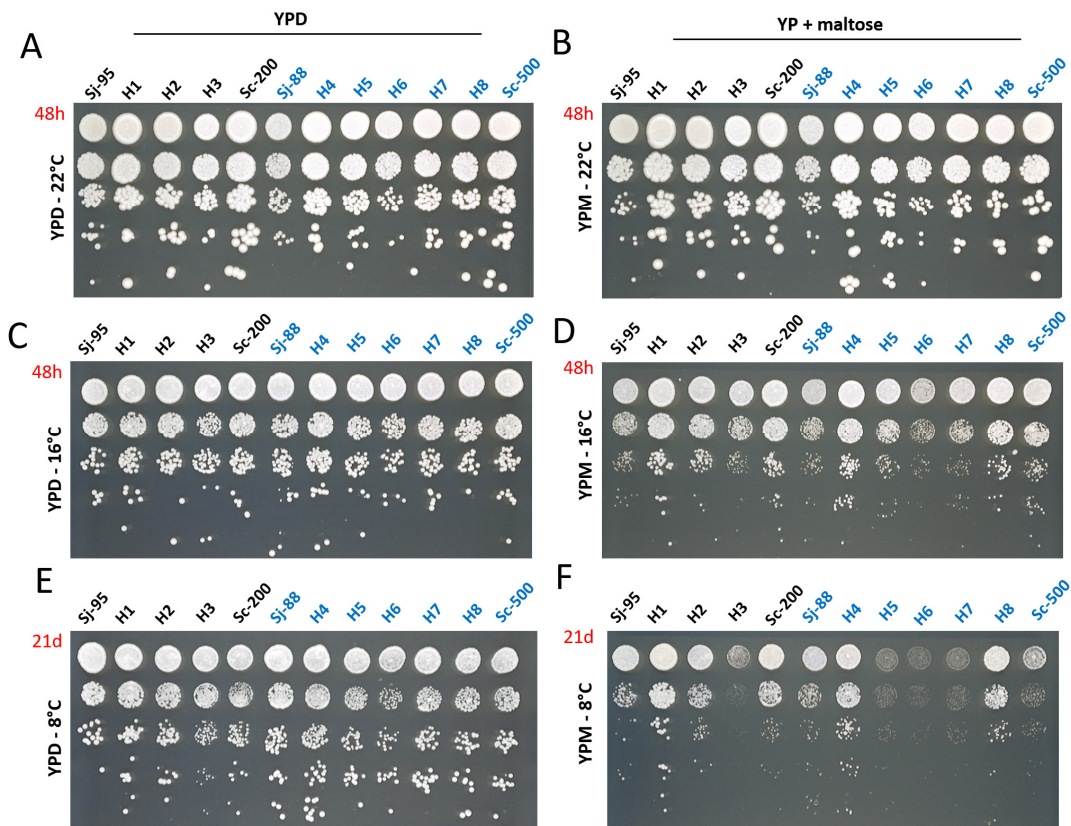 YPD
YP + maltose
A
B
Sj-95 H1 H2 H3 Sc-200 Sj-88 H4 H5 H6 H7 H8 Sc-500
Sj-95 H1 H2 H3 Sc-200 Sj-88 H4 H5 H6 H7 H8 Sc-500
48h
48h
YPD - 22°C
YPM - 22°C
C
D
Sj-95 H1 H2 H3 Sc-200 Sj-88 H4 H5 H6 H7 H8 Sc-500
Sj-95 H1 H2 H3 Sc-200 Sj-88 H4 H5 H6 H7 H8 Sc-500
48h
48h
YPD - 16°C
YPM - 16°C
E
F
Sj-95 H1 H2 H3 Sc-200 Sj-88 H4 H5 H6 H7 H8 Sc-500
Sj-95 H1 H2 H3 Sc-200 Sj-88 H4 H5 H6 H7 H8 Sc-500
21d
21d
YPD - 8°C
YPM - 8°C